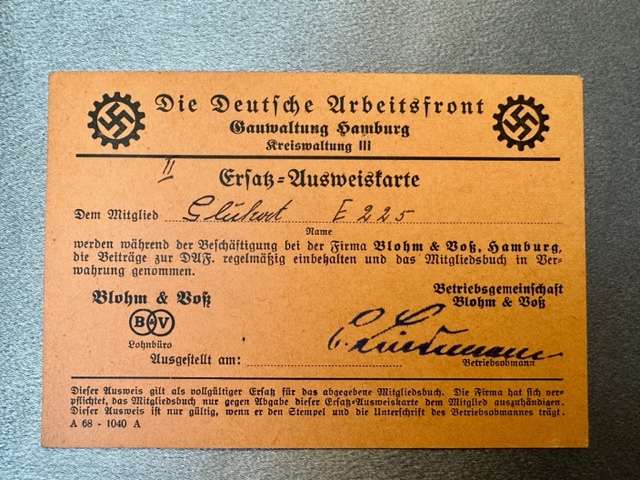 Die Deutsche Arbeitsfront
Gauwaltung Hamburg
Kreiswaltung III
Ersatz-Ausweiskarte
Dem Mitglied E 225
Name
werden während der Beschäftigung bei der Firma Blohm & Voß, Hamburg,
die Beiträge zur DAF. regelmäßig einbehalten und das Mitgliedsbuch in Ver-
wahrung genommen.
Blohm & Voß
B&V
Lohnbüro
Ausgestellt am:
Betriebsgemeinschaft
Blohm & Voß
Betriebsobmann
Dieser Ausweis gilt als vollgültiger Ersatz für das abgegebene Mitgliedsbuch. Die Firma hat sich ver-
pflichtet, das Mitgliedsbuch nur gegen Abgabe dieser Ersatz-Ausweiskarte dem Mitglied auszuhändigen.
Dieser Ausweis ist nur gültig, wenn er den Stempel und die Unterschrift des Betriebsobmannes trägt.
A 68 - 1040 A